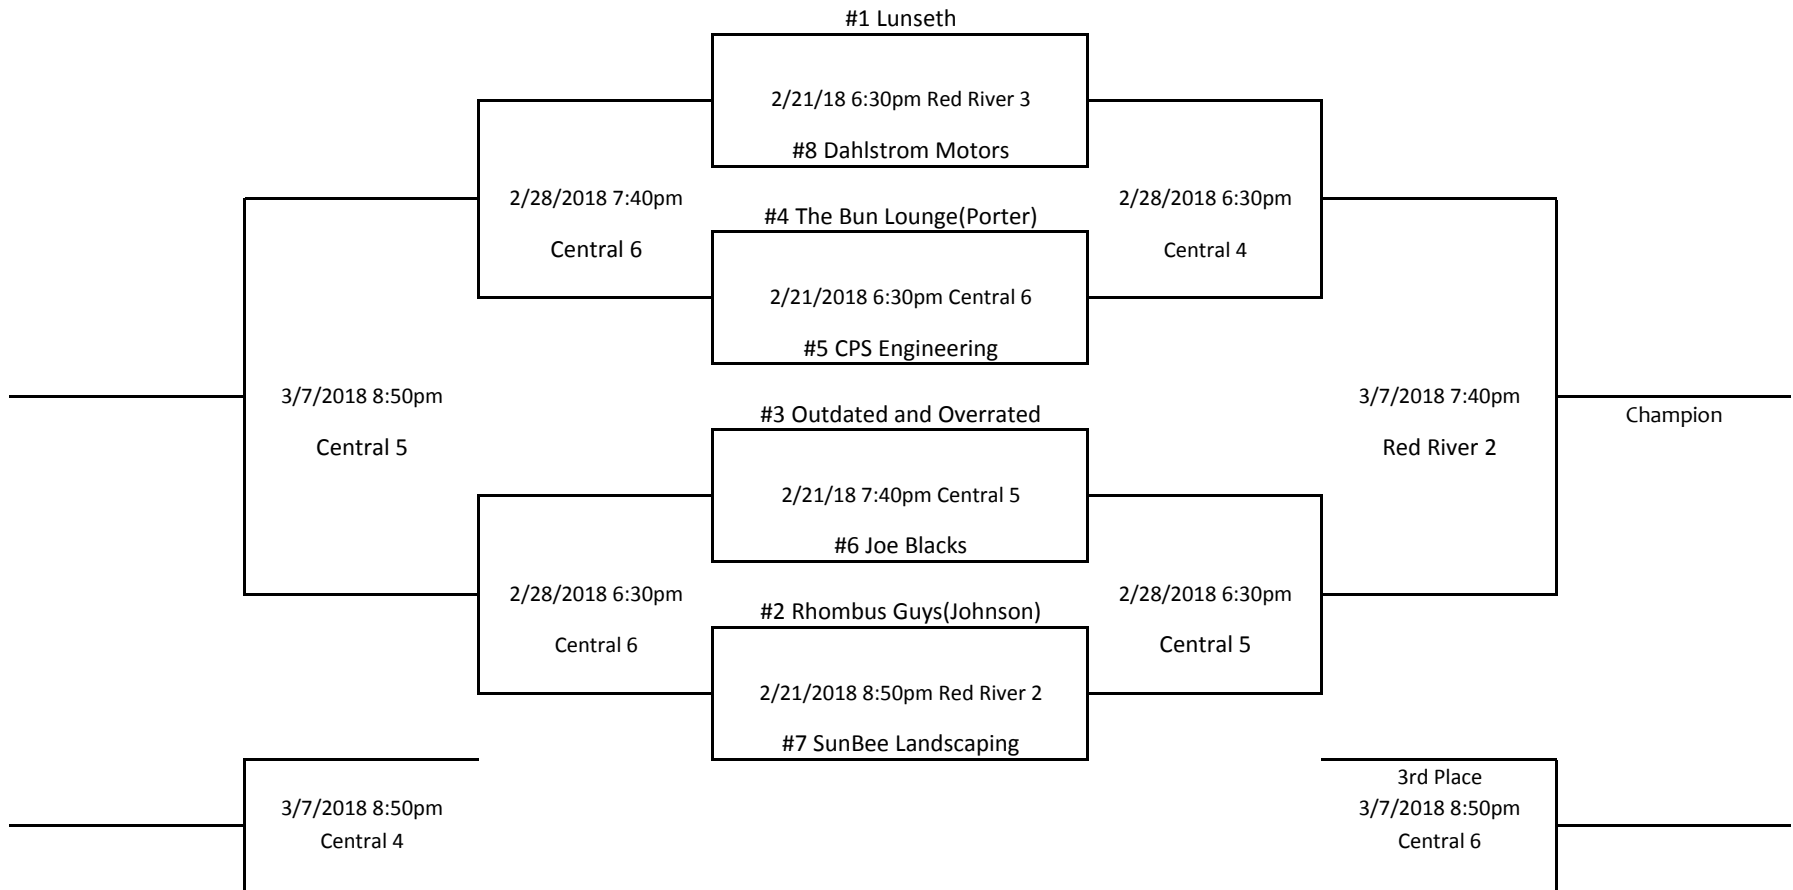 #1 Lunseth
2/21/18 6:30pm Red River 3
#8 Dahlstrom Motors
2/28/2018 7:40pm
#4 The Bun Lounge(Porter)
2/28/2018 6:30pm
Central 6
Central 4
2/21/2018 6:30pm Central 6
#5 CPS Engineering
3/7/2018 8:50pm
#3 Outdated and Overrated
3/7/2018 7:40pm
Champion
Central 5
Red River 2
2/21/18 7:40pm Central 5
#6 Joe Blacks
2/28/2018 6:30pm
#2 Rhombus Guys(Johnson)
2/28/2018 6:30pm
Central 6
Central 5
2/21/2018 8:50pm Red River 2
#7 SunBee Landscaping
3rd Place
3/7/2018 8:50pm
3/7/2018 8:50pm
Central 4
Central 6